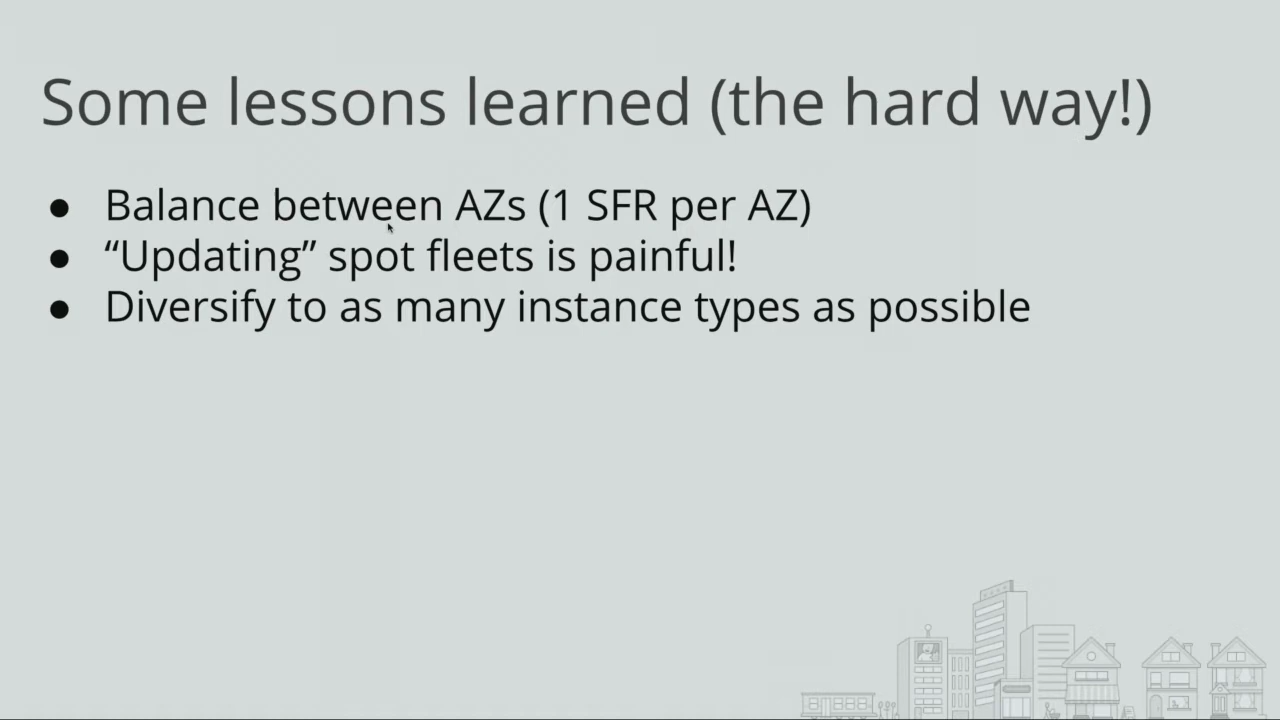 Some lessons learned (the hard way!)
● Balance between AZs (1 SFR per AZ)
● “Updating” spot fleets is painful!
● Diversify to as many instance types as possible